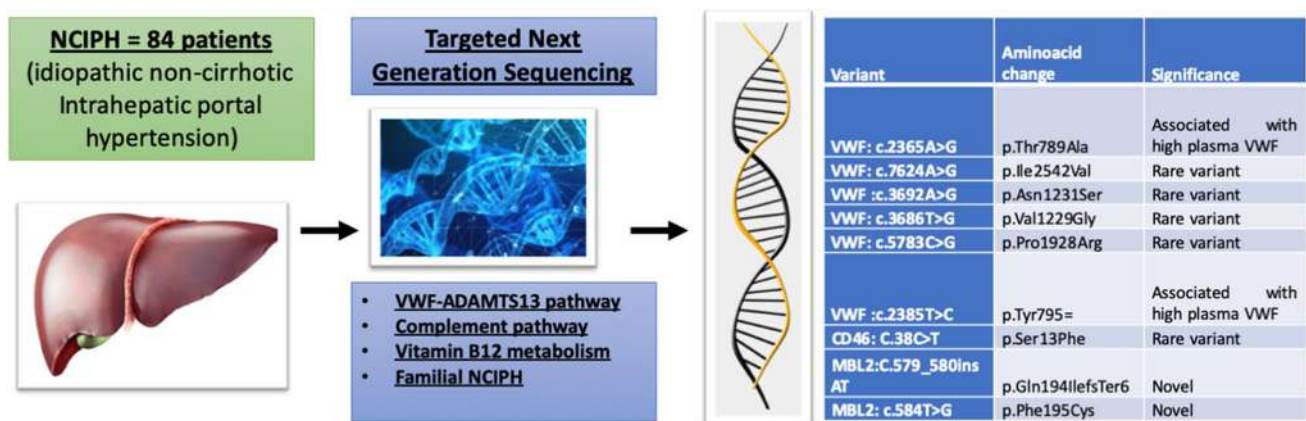 NCIPH = 84 patients
(idiopathic non-cirrhotic
Intrahepatic portal
hypertension)
Targeted Next
Generation Sequencing
• VWF-ADAMTS13 pathway
• Complement pathway
• Vitamin B12 metabolism
• Familial NCIPH
Variant Aminoacid change Significance
VWF: c.2365A>G p.Thr789Ala Associated with high plasma VWF
VWF: c.7624A>G p.Ile2542Val Rare variant
VWF :c.3692A>G p.Asn1231Ser Rare variant
VWF: c.3686T>G p.Val1229Gly Rare variant
VWF: c.5783C>G p.Pro1928Arg Rare variant
VWF :c.2385T>C p.Tyr795= Associated with high plasma VWF
CD46: C.38C>T p.Ser13Phe Rare variant
MBL2:C.579_580ins AT p.Gln194IlefsTer6 Novel
MBL2: c.584T>G p.Phe195Cys Novel